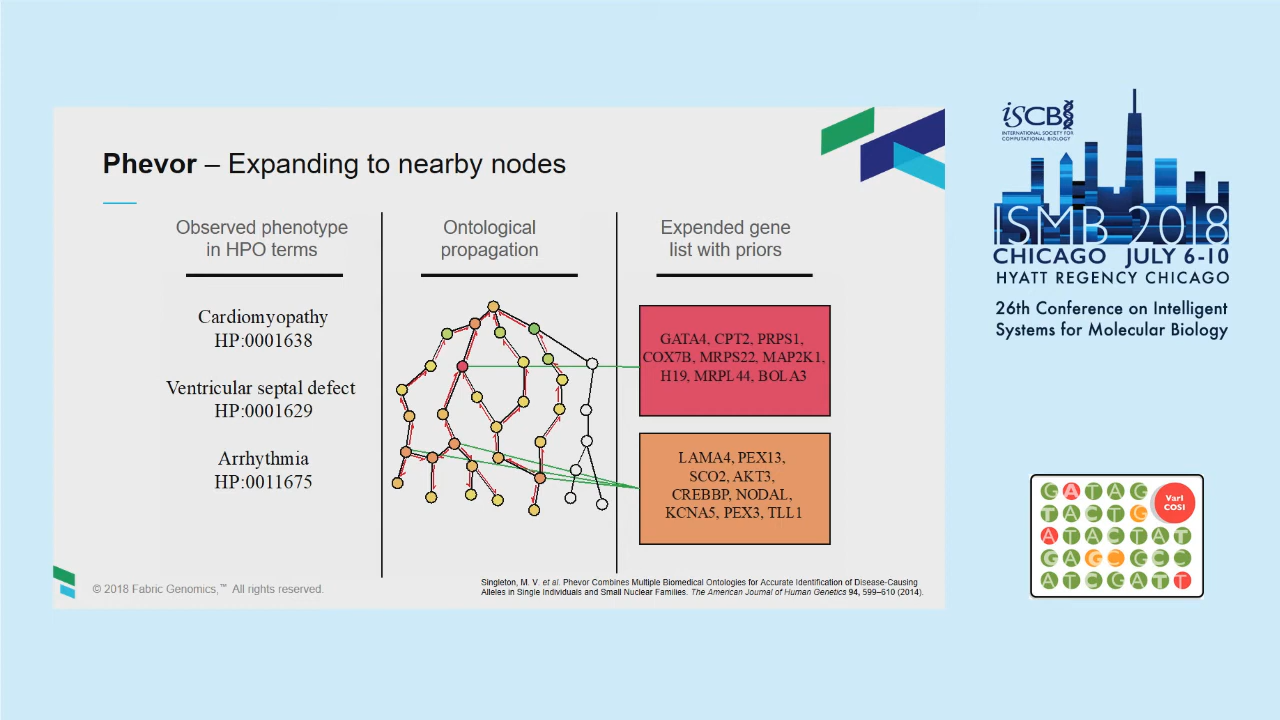 Phevor – Expanding to nearby nodes
Observed phenotype
in HPO terms
Cardiomyopathy
HP:0001638
Ventricular septal defect
HP:0001629
Arrhythmia
HP:0011675
Ontological
propagation
Expended gene
list with priors
GATA4, CPT2, PRPS1,
COX7B, MRPS22, MAP2K1,
H19, MRPL44, BOLA3
LAMA4, PEX13,
SCO2, AKT3,
CREBBP, NODAL,
KCNA5, PEX3, TLL1
© 2018 Fabric Genomics,™ All rights reserved.
Singleton, M. V. et al. Phevor Combines Multiple Biomedical Ontologies for Accurate Identification of Disease-Causing
Alleles in Single Individuals and Small Nuclear Families. The American Journal of Human Genetics 94, 599–610 (2014).
iSCB
INTERNATIONAL SOCIETY FOR
COMPUTATIONAL BIOLOGY
ISMB 2018
CHICAGO JULY 6-10
HYATT REGENCY CHICAGO
26th Conference on Intelligent
Systems for Molecular Biology
GATAG
VarI
COSI
TACTG
ATACTAT
GAGCGCC
ATCGATT